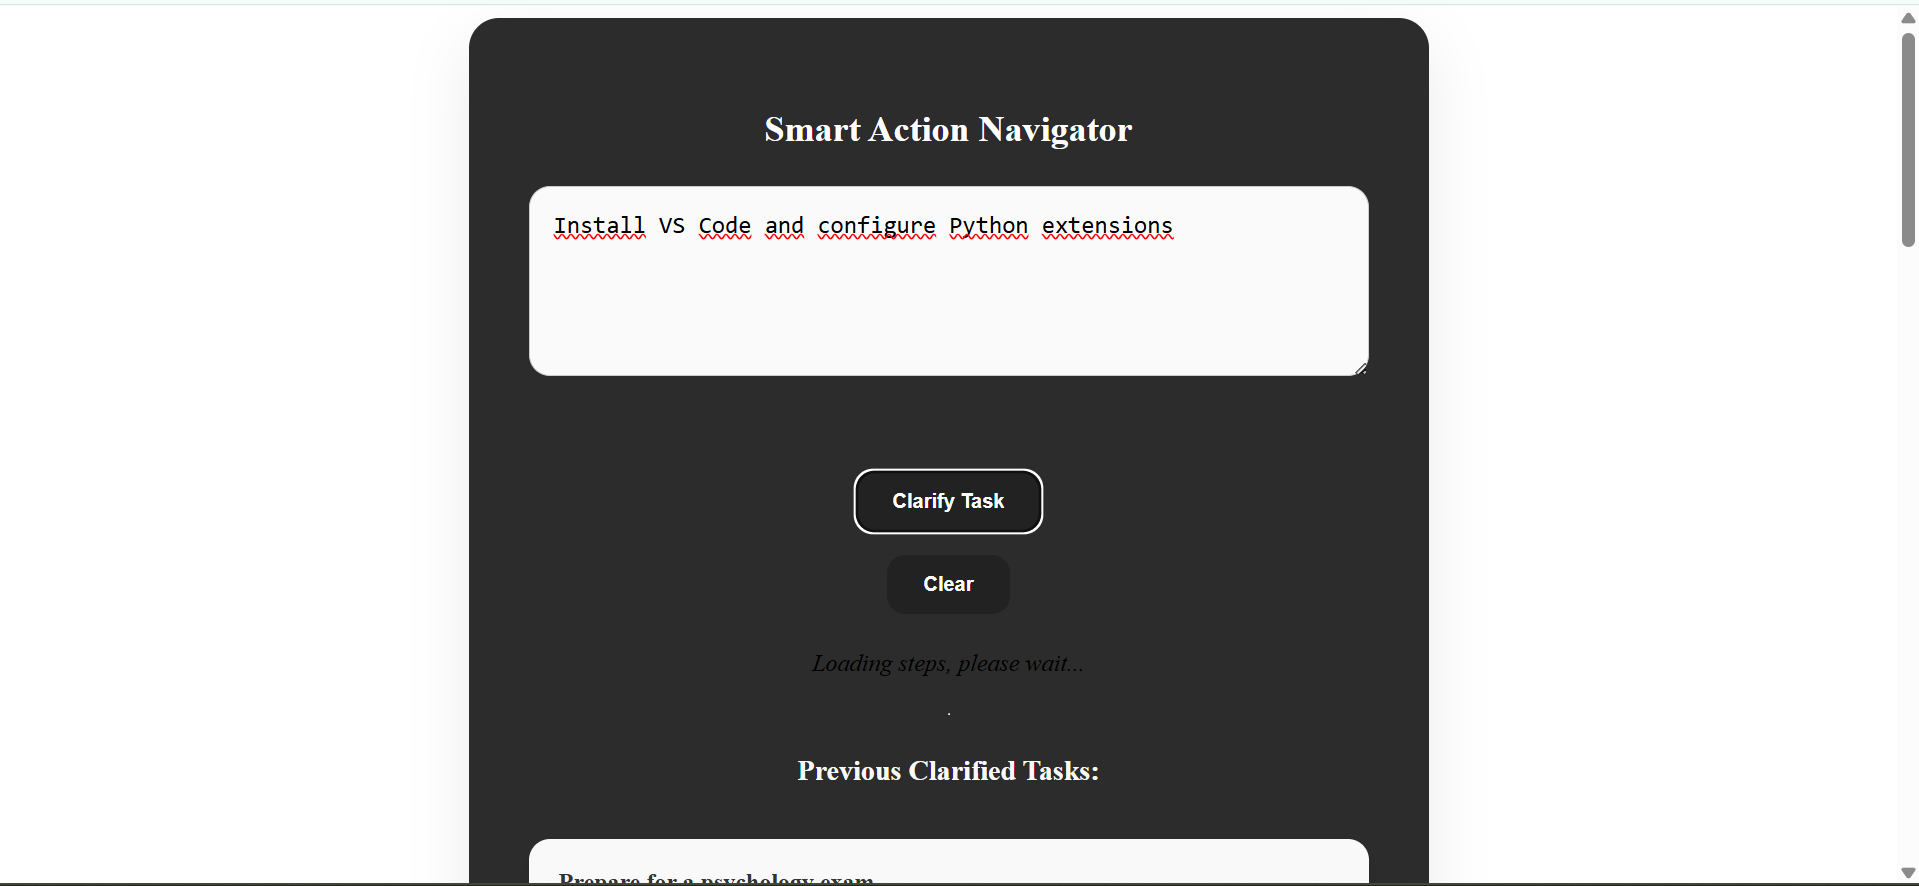 Smart Action Navigator
Install VS Code and configure Python extensions
Clarify Task
Clear
Loading steps, please wait...
.
Previous Clarified Tasks:
Prepare for a psychology exam